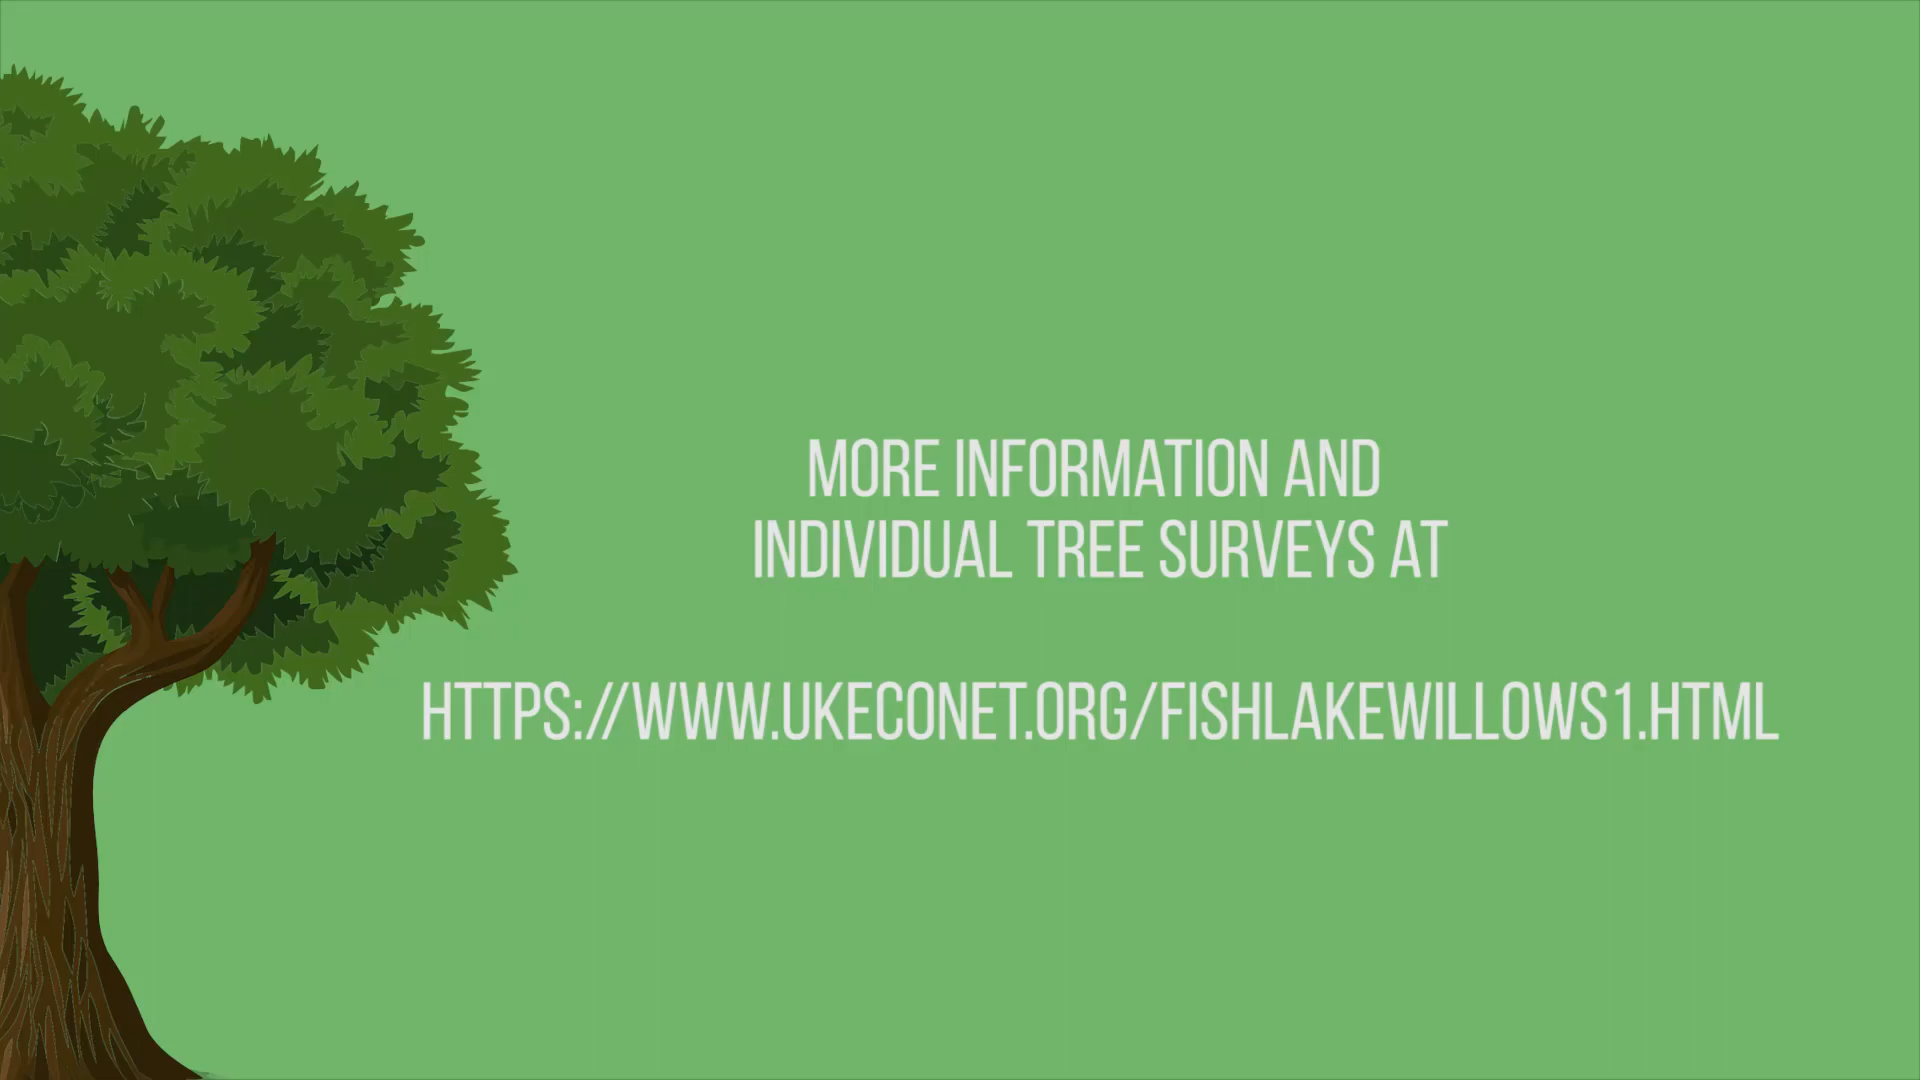 MORE INFORMATION AND
INDIVIDUAL TREE SURVEYS AT
HTTPS://WWW.UKECONET.ORG/FISHLAKEWILLOWS1.HTML